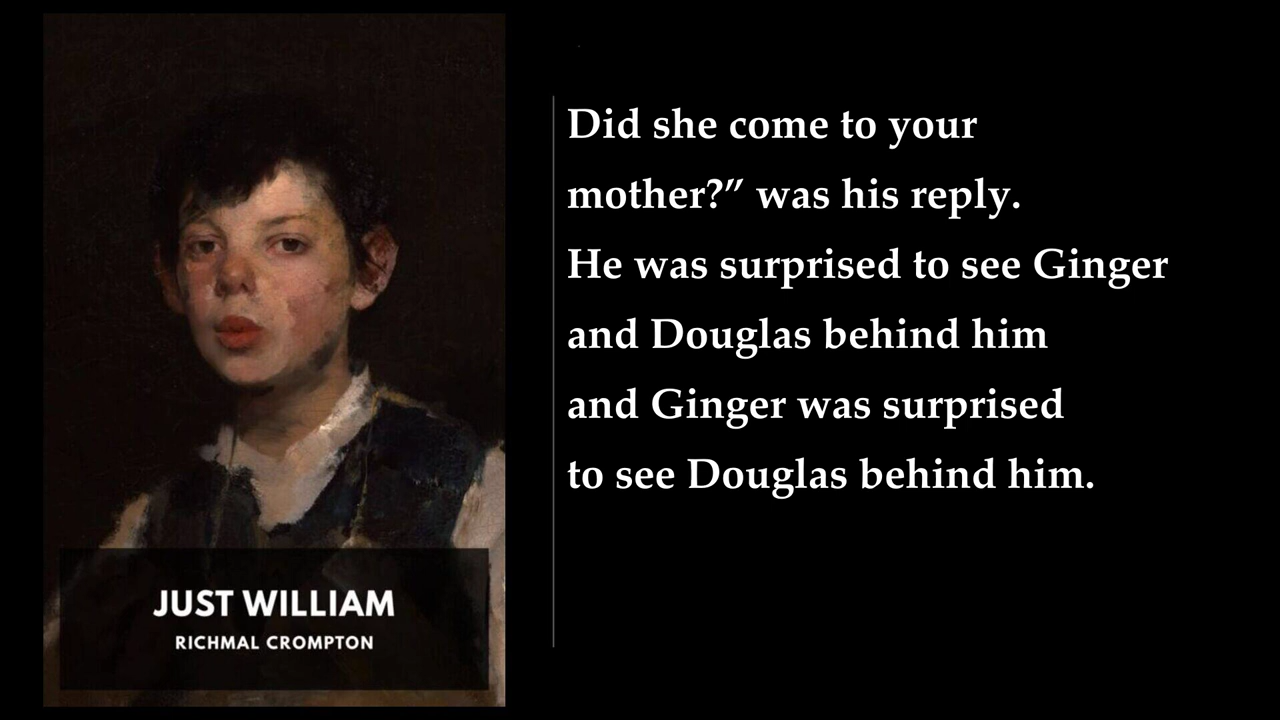 JUST WILLIAM
RICHMAL CROMPTON
Did she come to your
mother?” was his reply.
He was surprised to see Ginger
and Douglas behind him
and Ginger was surprised
to see Douglas behind him.